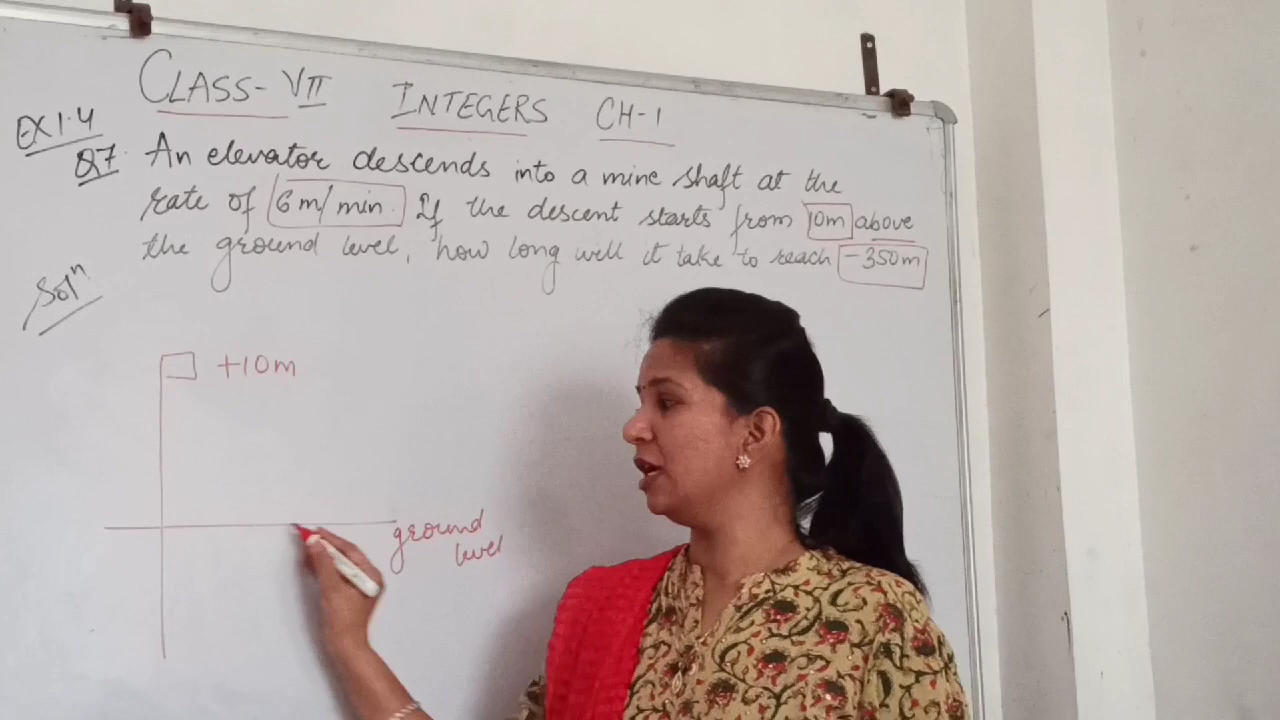 CLASS-VII INTEGERS CH-1
EX 1.4
Q7. An elevator descends into a mine shaft at the
rate of 6 m/min. If the descent starts from 10m above
the ground level, how long will it take to reach -350m
Solⁿ
+10m
ground
level